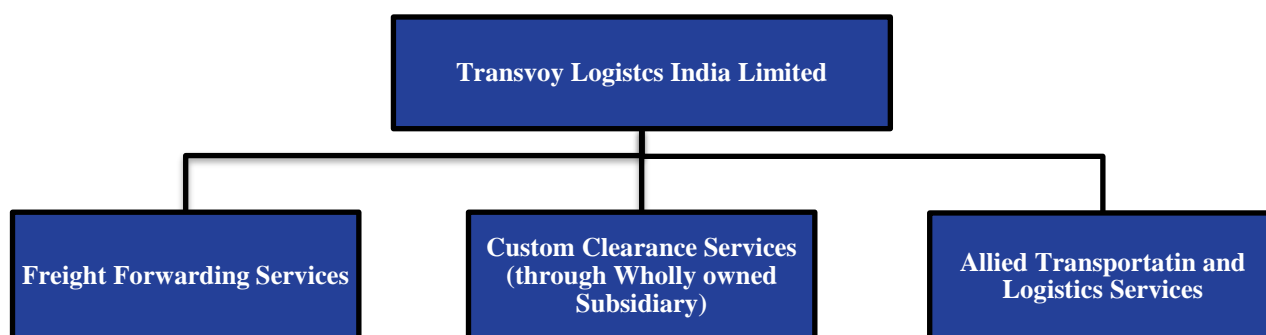 Transvoy Logistcs India Limited
Freight Forwarding Services
Custom Clearance Services
(through Wholly owned
Subsidiary)
Allied Transportatin and
Logistics Services